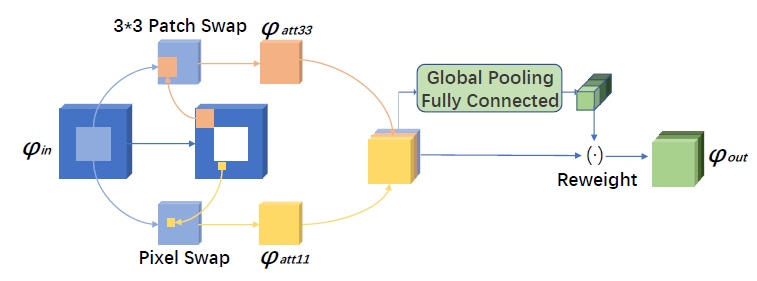 3*3 Patch Swap
φatt33
Global Pooling
Fully Connected
φin
(·)
φout
Reweight
Pixel Swap
φatt11